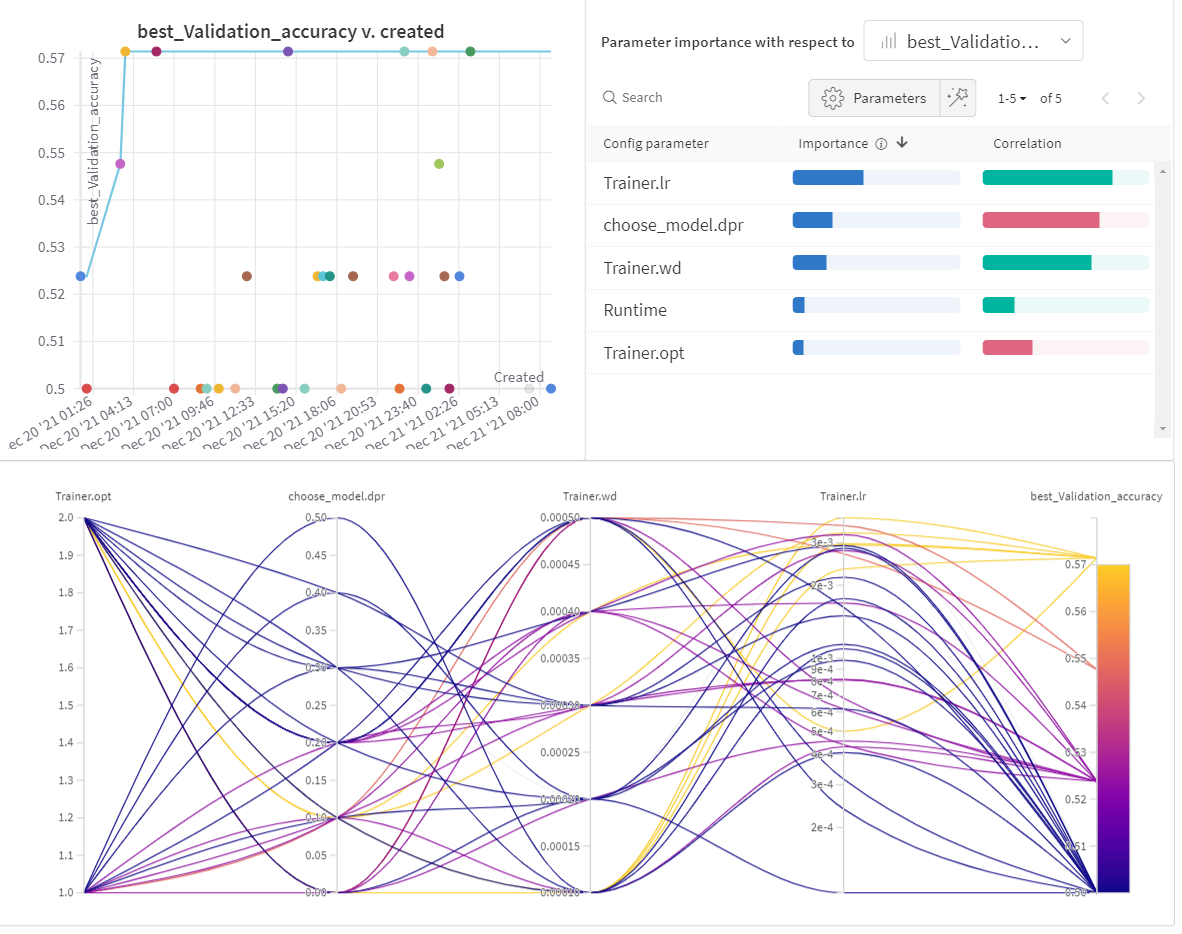 best_Validation_accuracy v. created
0.57
0.56
0.55
0.54
0.53
0.52
0.51
0.5
best_Validation_accuracy
Created
ec 20 '21 01:26
Dec 20 '21 04:13
Dec 20 '21 07:00
Dec 20 '21 09:46
Dec 20 '21 12:33
Dec 20 '21 15:20
Dec 20 '21 18:06
Dec 20 '21 20:53
Dec 20 '21 23:40
Dec 21 '21 02:26
Dec 21 '21 05:13
Dec 21 '21 08:00
Parameter importance with respect to best_Validatio...
Search Parameters 1-5 of 5
Config parameter Importance Correlation
Trainer.lr
choose_model.dpr
Trainer.wd
Runtime
Trainer.opt
Trainer.opt choose_model.dpr Trainer.wd Trainer.lr best_Validation_accuracy
2.0
1.9
1.8
1.7
1.6
1.5
1.4
1.3
1.2
1.1
1.0
0.50
0.45
0.40
0.35
0.30
0.25
0.20
0.15
0.10
0.05
0.00
0.00050
0.00045
0.00040
0.00035
0.00030
0.00025
0.00020
0.00015
0.00010
3e-3
2e-3
1e-3
9e-4
8e-4
7e-4
6e-4
5e-4
4e-4
3e-4
2e-4
0.57
0.56
0.55
0.54
0.53
0.52
0.51
0.50